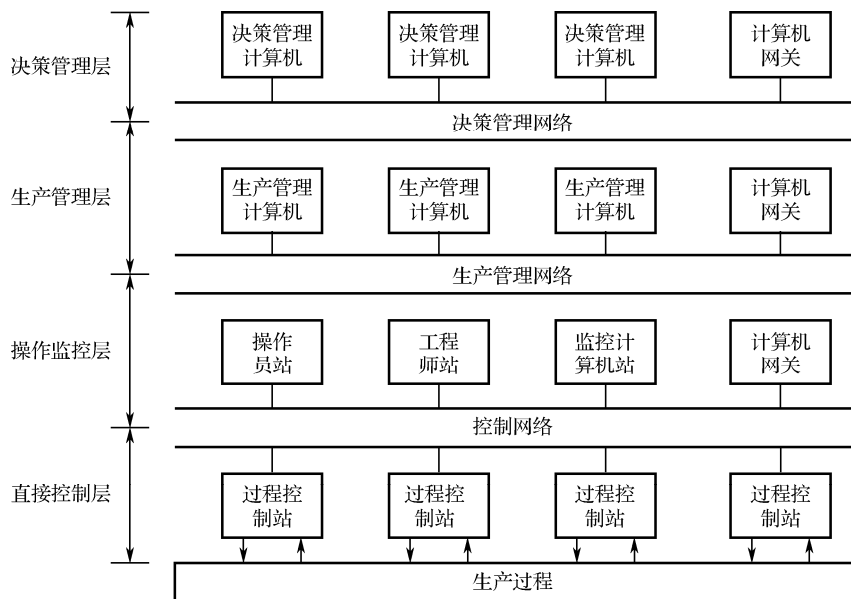 决策管理层
决策管理
计算机
决策管理
计算机
决策管理
计算机
计算机
网关
决策管理网络
生产管理层
生产管理
计算机
生产管理
计算机
生产管理
计算机
计算机
网关
生产管理网络
操作监控层
操作
员站
工程
师站
监控计
算机站
计算机
网关
控制网络
直接控制层
过程控
制站
过程控
制站
过程控
制站
过程控
制站
生产过程